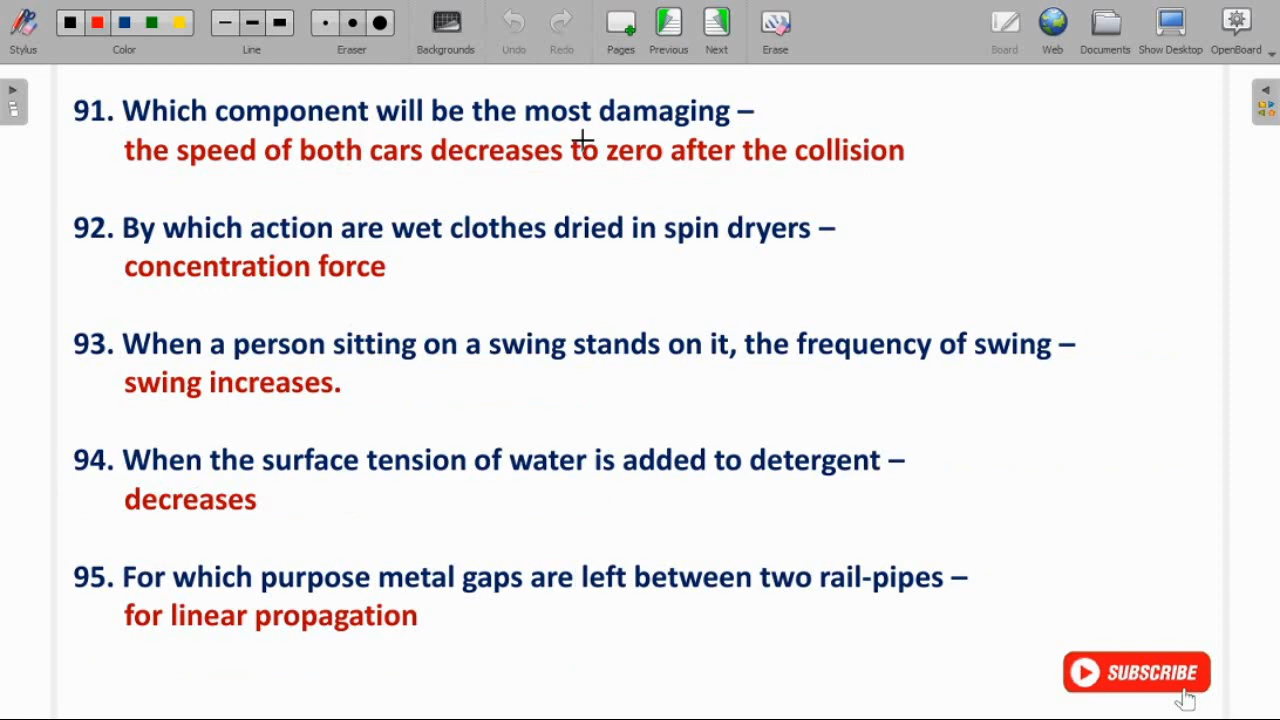 Stylus
Color
Line
Eraser
Backgrounds
Undo
Redo
Pages
Previous
Next
Erase
Board
Web
Documents
Show Desktop
OpenBoard
91. Which component will be the most damaging –
the speed of both cars decreases to zero after the collision
92. By which action are wet clothes dried in spin dryers –
concentration force
93. When a person sitting on a swing stands on it, the frequency of swing –
swing increases.
94. When the surface tension of water is added to detergent –
decreases
95. For which purpose metal gaps are left between two rail-pipes –
for linear propagation
SUBSCRIBE